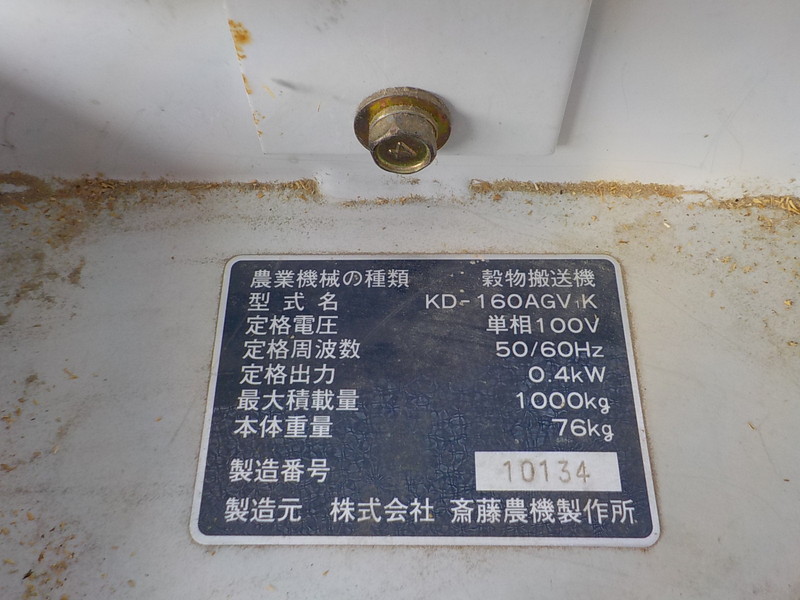 農業機械の種類 穀物搬送機
型式名 KD-160AGV1K
定格電圧 単相100V
定格周波数 50/60Hz
定格出力 0.4kW
最大積載量 1000kg
本体重量 76kg
製造番号 10134
製造元 株式会社 斎藤農機製作所